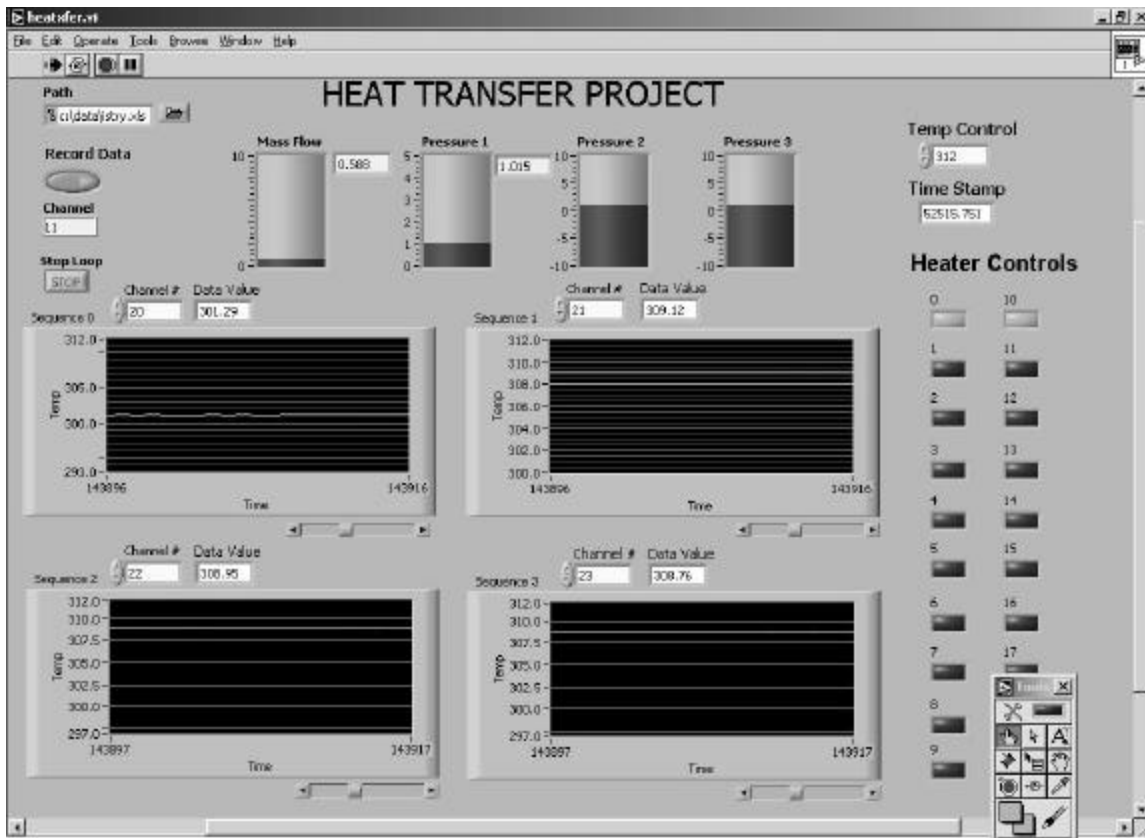 heatxfer.vi
File Edit Operate Tools Browse Window Help
HEAT TRANSFER PROJECT
Path
c:\data\istry.xls
Record Data
Channel
11
Stop Loop
STOP
Mass Flow
10
0
0.588
Pressure 1
5
4
3
2
1
0
1.015
Pressure 2
10
5
0
-5
-10
Pressure 3
10
5
0
-5
-10
Temp Control
312
Time Stamp
52515.751
Heater Controls
0 10
1 11
2 12
3 13
4 14
5 15
6 16
7 17
8
9
Channel # Data Value
Sequence 0 20 301.29
312.0
305.0
300.0
293.0
Temp
143896 143916
Time
Channel # Data Value
Sequence 1 21 309.12
312.0
310.0
308.0
306.0
304.0
302.0
300.0
Temp
143896 143916
Time
Channel # Data Value
Sequence 2 22 308.95
312.0
310.0
307.5
305.0
302.5
300.0
297.0
Temp
143897 143917
Time
Channel # Data Value
Sequence 3 23 308.76
312.0
310.0
307.5
305.0
302.5
300.0
297.0
Temp
143897 143917
Time
Tools
A